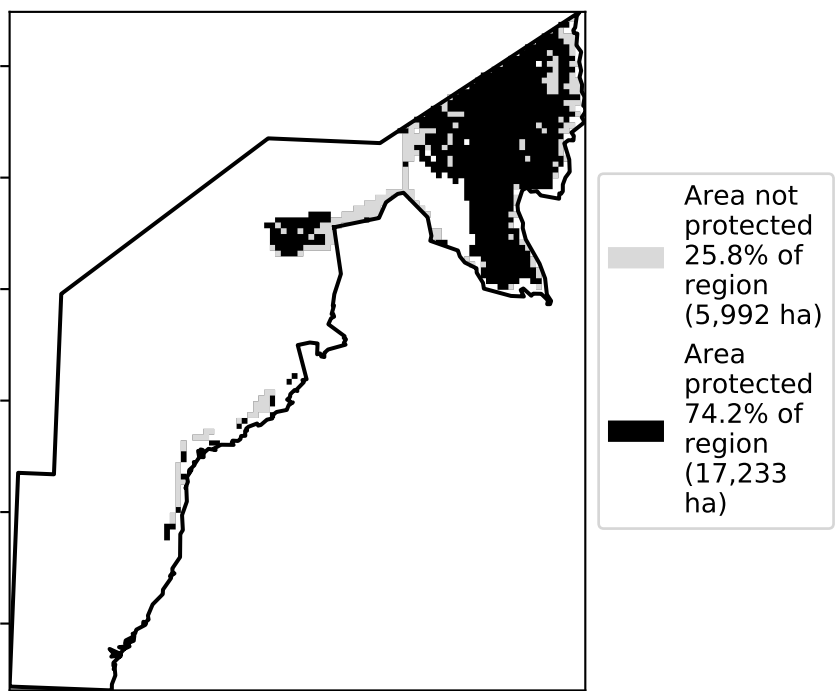 Area not
protected
25.8% of
region
(5,992 ha)
Area
protected
74.2% of
region
(17,233
ha)